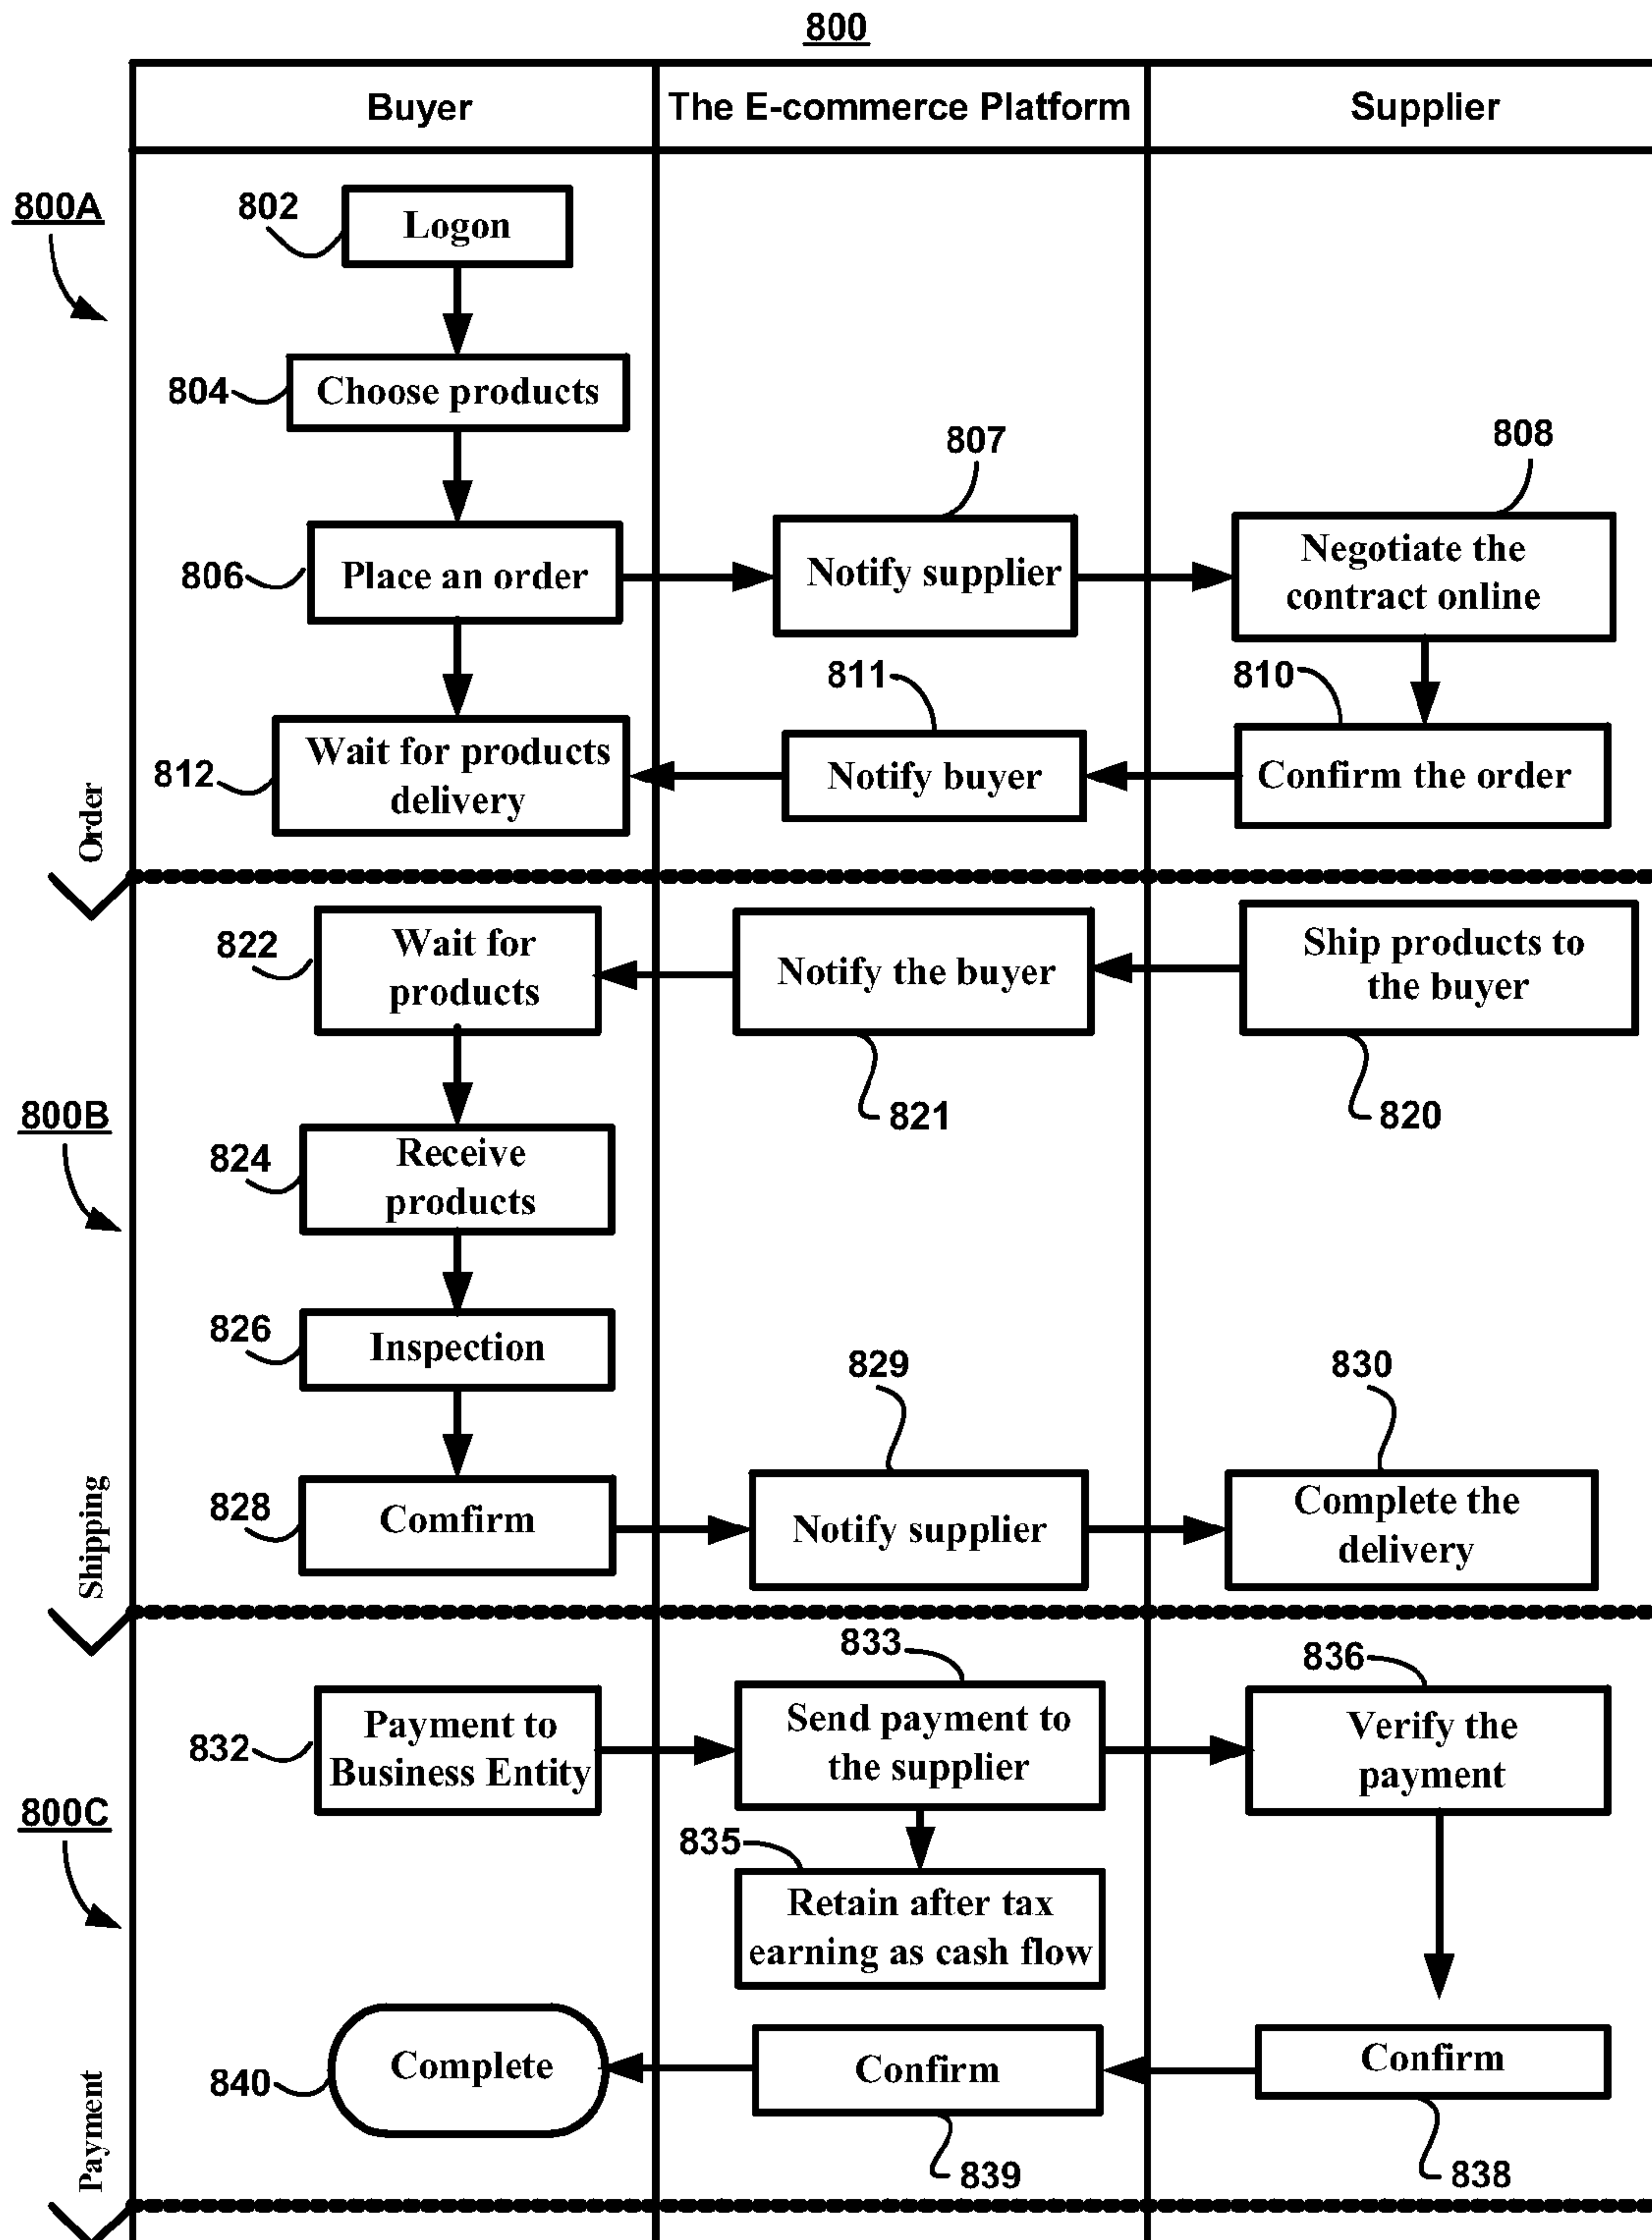 800
Buyer
The E-commerce Platform
Supplier
800A
802
Logon
804
Choose products
807
808
806
Place an order
Notify supplier
Negotiate the
contract online
811
810
812
Wait for products
delivery
Notify buyer
Confirm the order
Order
822
Wait for
products
Notify the buyer
Ship products to
the buyer
821
820
800B
824
Receive
products
826
Inspection
829
830
828
Comfirm
Notify supplier
Complete the
delivery
Shipping
833
836
832
Payment to
Business Entity
Send payment to
the supplier
Verify the
payment
800C
835
Retain after tax
earning as cash flow
840
Complete
Confirm
Confirm
839
838
Payment